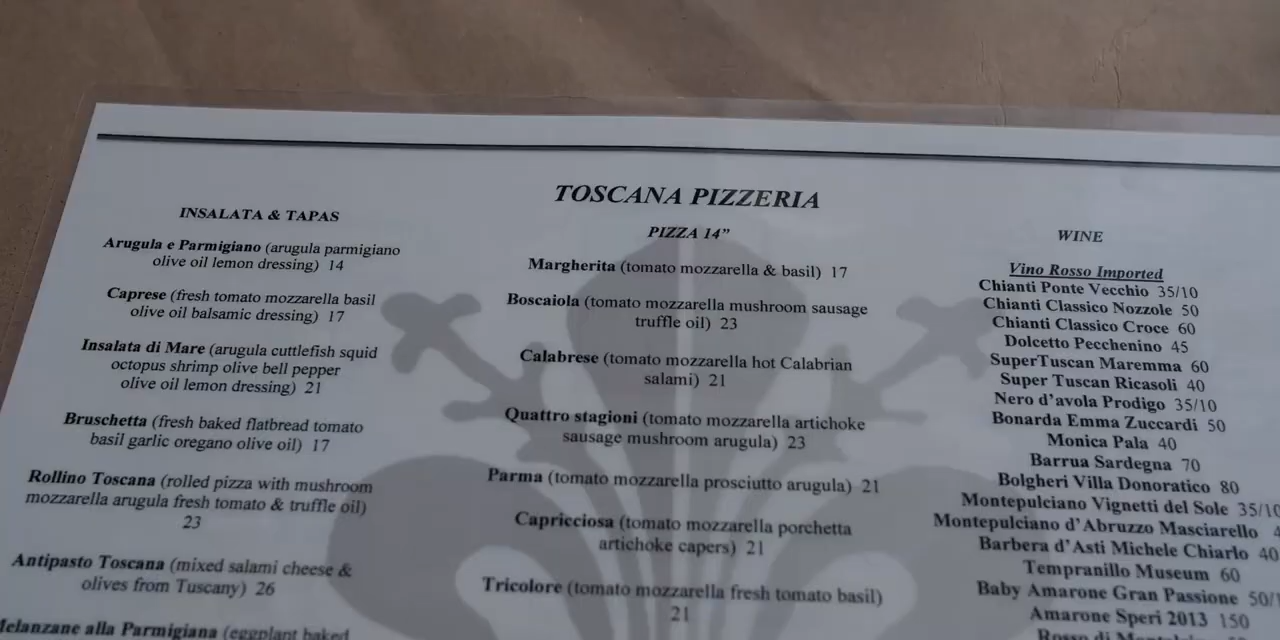 TOSCANA PIZZERIA
INSALATA & TAPAS
Arugula e Parmigiano (arugula parmigiano
olive oil lemon dressing) 14
Caprese (fresh tomato mozzarella basil
olive oil balsamic dressing) 17
Insalata di Mare (arugula cuttlefish squid
octopus shrimp olive bell pepper
olive oil lemon dressing) 21
Bruschetta (fresh baked flatbread tomato
basil garlic oregano olive oil) 17
Rollino Toscana (rolled pizza with mushroom
mozzarella arugula fresh tomato & truffle oil)
23
Antipasto Toscana (mixed salami cheese &
olives from Tuscany) 26
alla Parmigiana (eggplant baked
PIZZA 14”
Margherita (tomato mozzarella & basil) 17
Boscaiola (tomato mozzarella mushroom sausage
truffle oil) 23
Calabrese (tomato mozzarella hot Calabrian
salami) 21
Quattro stagioni (tomato mozzarella artichoke
sausage mushroom arugula) 23
Parma (tomato mozzarella prosciutto arugula) 21
Capricciosa (tomato mozzarella porchetta
artichoke capers) 21
Tricolore (tomato mozzarella fresh tomato basil)
21
WINE
Vino Rosso Imported
Chianti Ponte Vecchio 35/10
Chianti Classico Nozzole 50
Chianti Classico Croce 60
Dolcetto Pecchenino 45
SuperTuscan Maremma 60
Super Tuscan Ricasoli 40
Nero d’avola Prodigo 35/10
Bonarda Emma Zuccardi 50
Monica Pala 40
Barrua Sardegna 70
Bolgheri Villa Donoratico 80
Montepulciano Vignetti del Sole 35/10
Montepulciano d’Abruzzo Masciarello
Barbera d’Asti Michele Chiarlo 40
Tempranillo Museum 60
Baby Amarone Gran Passione 50/
Amarone Speri 2013 150